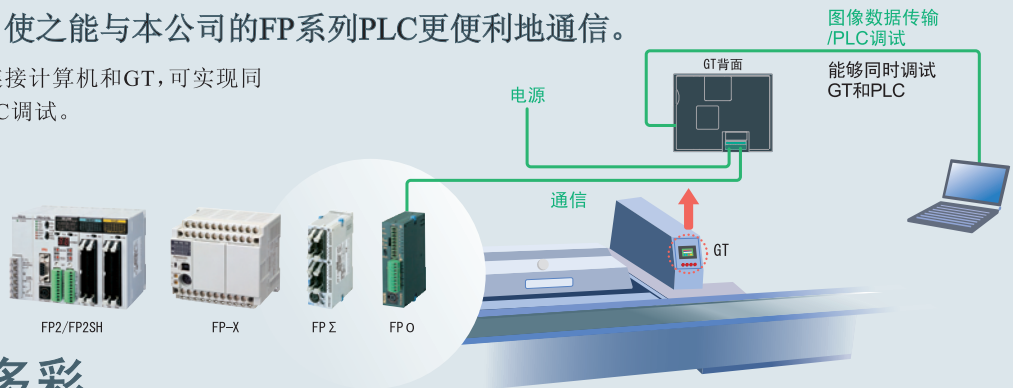 使之能与本公司的FP系列PLC更便利地通信。
接计算机和GT,可实现同
C调试。
图像数据传输
/PLC调试
能够同时调试
GT和PLC
GT背面
电源
通信
GT
FP2/FP2SH
FP-X
FPΣ
FPO
多彩